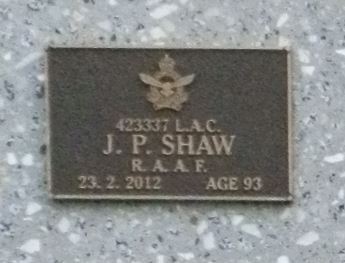 423337 L.A.C.
J. P. SHAW
R. A. A. F.
23. 2. 2012 AGE 93